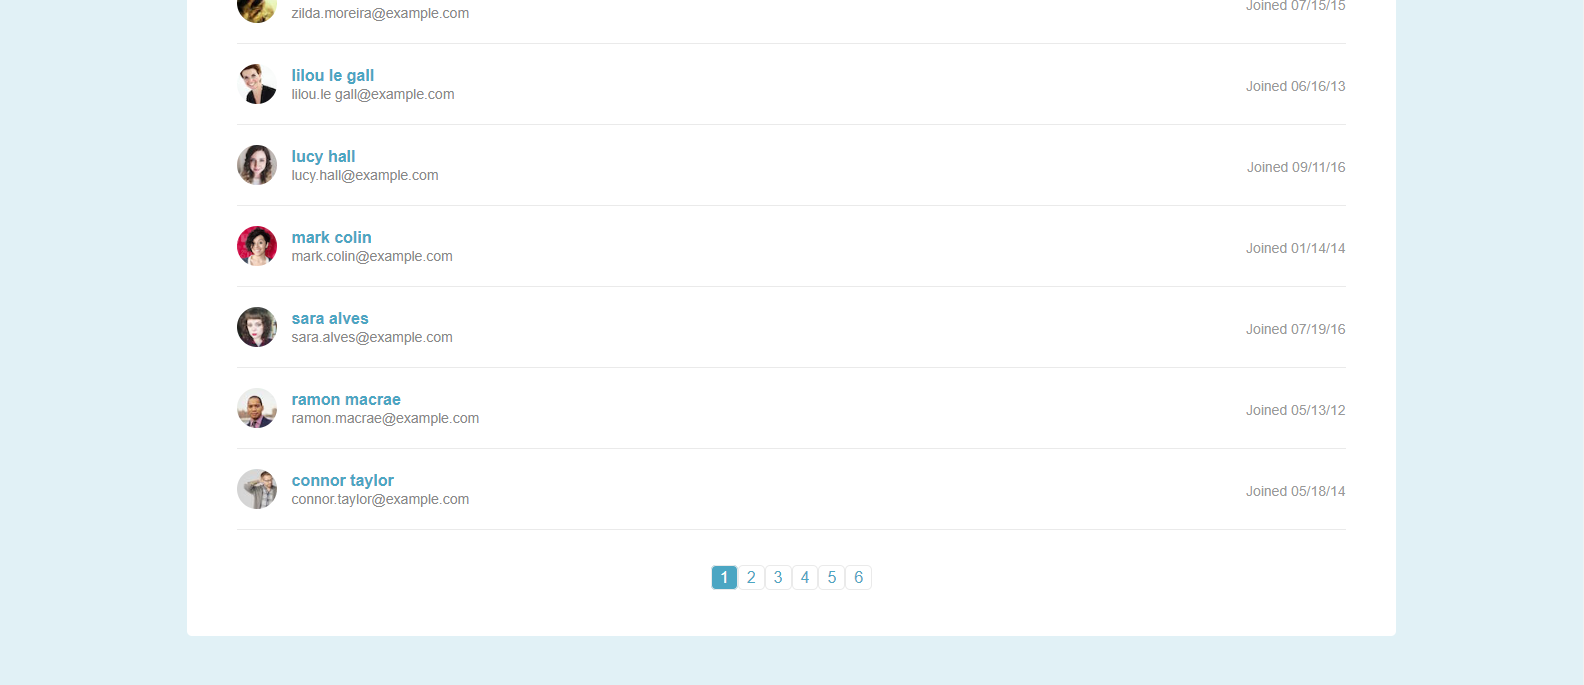 zilda.moreira@example.com
Joined 07/15/15
lilou le gall
lilou.le gall@example.com
Joined 06/16/13
lucy hall
lucy.hall@example.com
Joined 09/11/16
mark colin
mark.colin@example.com
Joined 01/14/14
sara alves
sara.alves@example.com
Joined 07/19/16
ramon macrae
ramon.macrae@example.com
Joined 05/13/12
connor taylor
connor.taylor@example.com
Joined 05/18/14
1 2 3 4 5 6